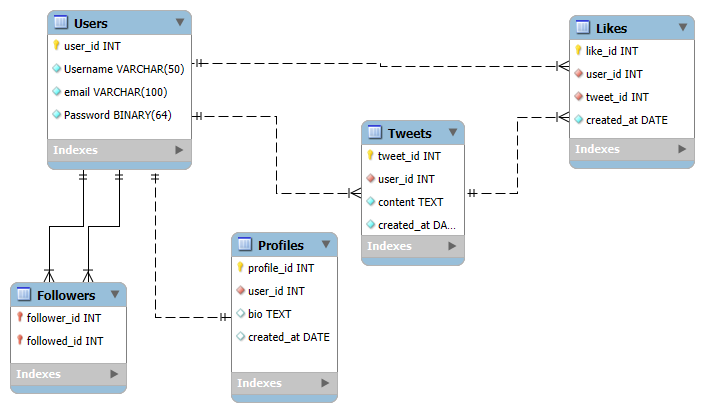 Users
user_id INT
Username VARCHAR(50)
email VARCHAR(100)
Password BINARY(64)
Indexes
Likes
like_id INT
user_id INT
tweet_id INT
created_at DATE
Indexes
Tweets
tweet_id INT
user_id INT
content TEXT
created_at DA...
Indexes
Profiles
profile_id INT
user_id INT
bio TEXT
created_at DATE
Indexes
Followers
follower_id INT
followed_id INT
Indexes